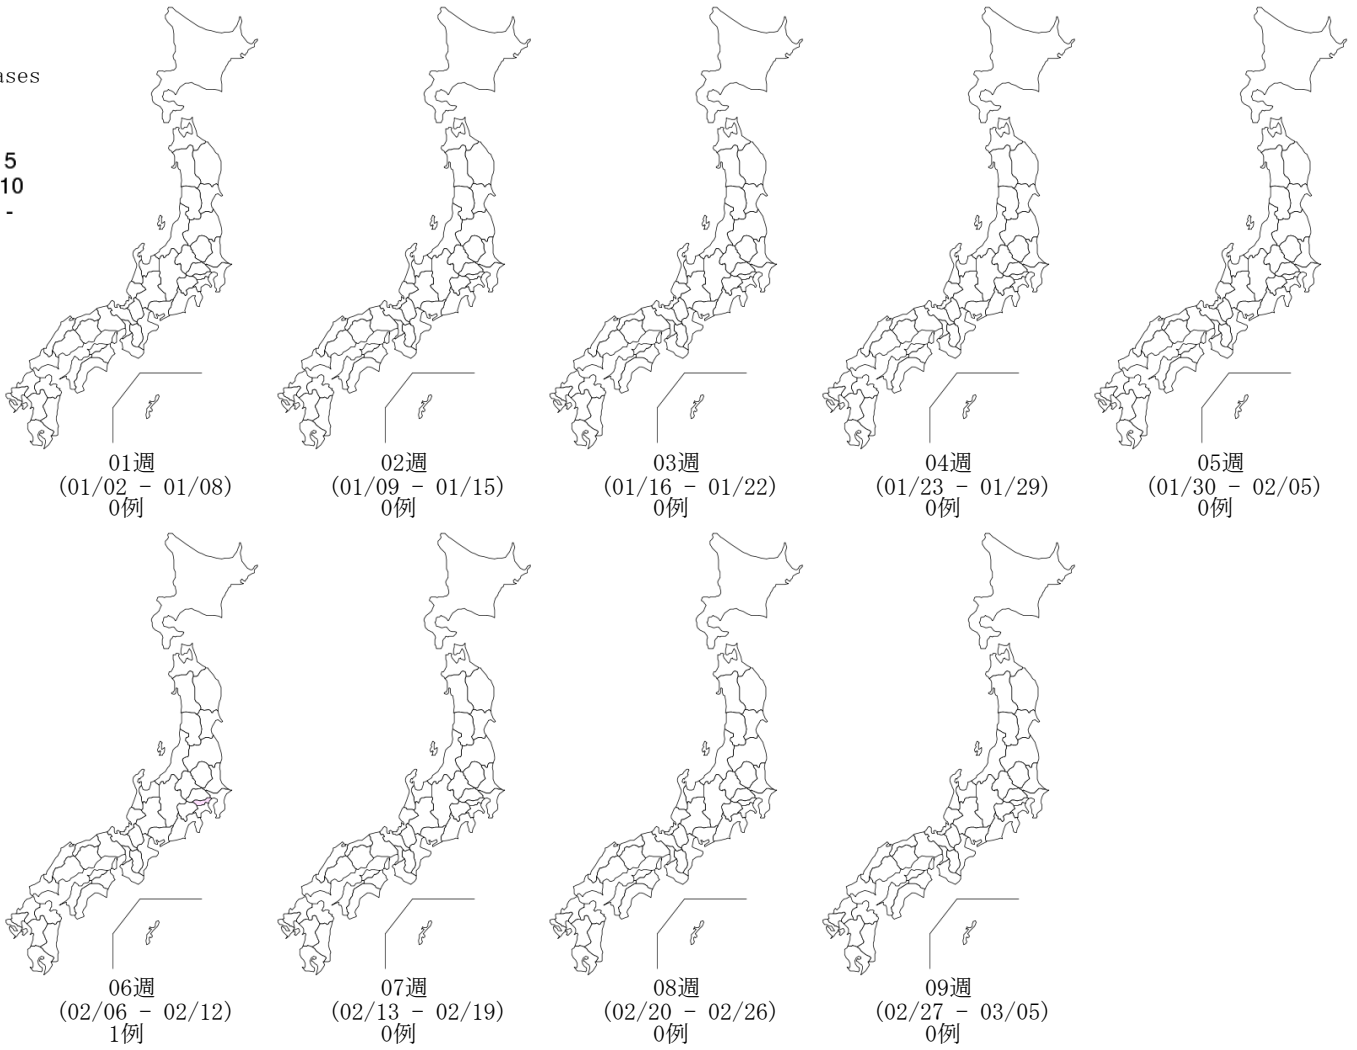 ases
5
10
-
01週
(01/02 - 01/08)
0例
02週
(01/09 - 01/15)
0例
03週
(01/16 - 01/22)
0例
04週
(01/23 - 01/29)
0例
05週
(01/30 - 02/05)
0例
06週
(02/06 - 02/12)
1例
07週
(02/13 - 02/19)
0例
08週
(02/20 - 02/26)
0例
09週
(02/27 - 03/05)
0例